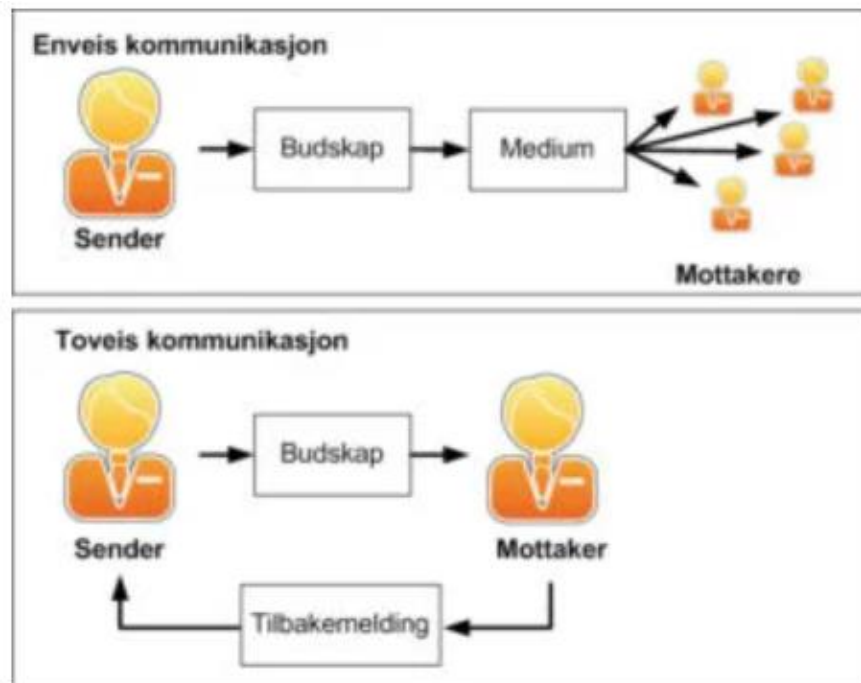 Enveis kommunikasjon
Budskap
Medium
Sender
Mottakere
Toveis kommunikasjon
Budskap
Sender
Mottaker
Tilbakemelding